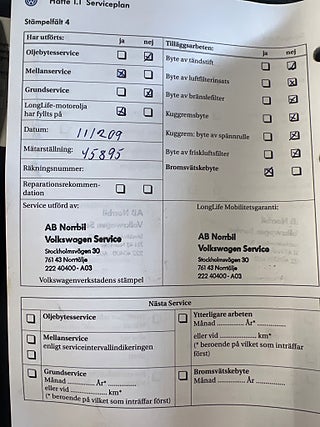 Häfte 1.1 Serviceplan
Stämpelfält 4
Har utförts: ja nej
Oljebytesservice
Mellanservice
Grundservice
LongLife-motorolja
har fyllts på
Datum: 11/209
Mätarställning: 45895
Räkningsnummer:
Reparationsrekommen-
dation
Tilläggsarbeten: ja nej
Byte av tändstift
Byte av luftfilterinsats
Byte av bränslefilter
Kuggremsbyte
Kuggrem: byte av spännrulle
Byte av friskluftsfilter
Bromsvätskebyte
Service utförd av:
AB Norrbil
Volkswagen Service
Stockholmsvägen 30
761 43 Norrtälje
222 40400 - A03
Volkswagenverkstadens stämpel
LongLife Mobilitetsgaranti:
AB Norrbil
Volkswagen Service
Stockholmsvägen 30
761 43 Norrtälje
222 40400 - A03
Nästa Service
Oljebytesservice
Mellanservice
enligt serviceintervallindikeringen
Grundservice
Månad ............ År* ............
eller vid ............ km*
(* beroende på vilket som inträffar
först)
Ytterligare arbeten
Månad ............ År* ............
eller vid ............ km*
(* beroende på vilket som inträffar
först)
Bromsvätskebyte
Månad ............ År ............